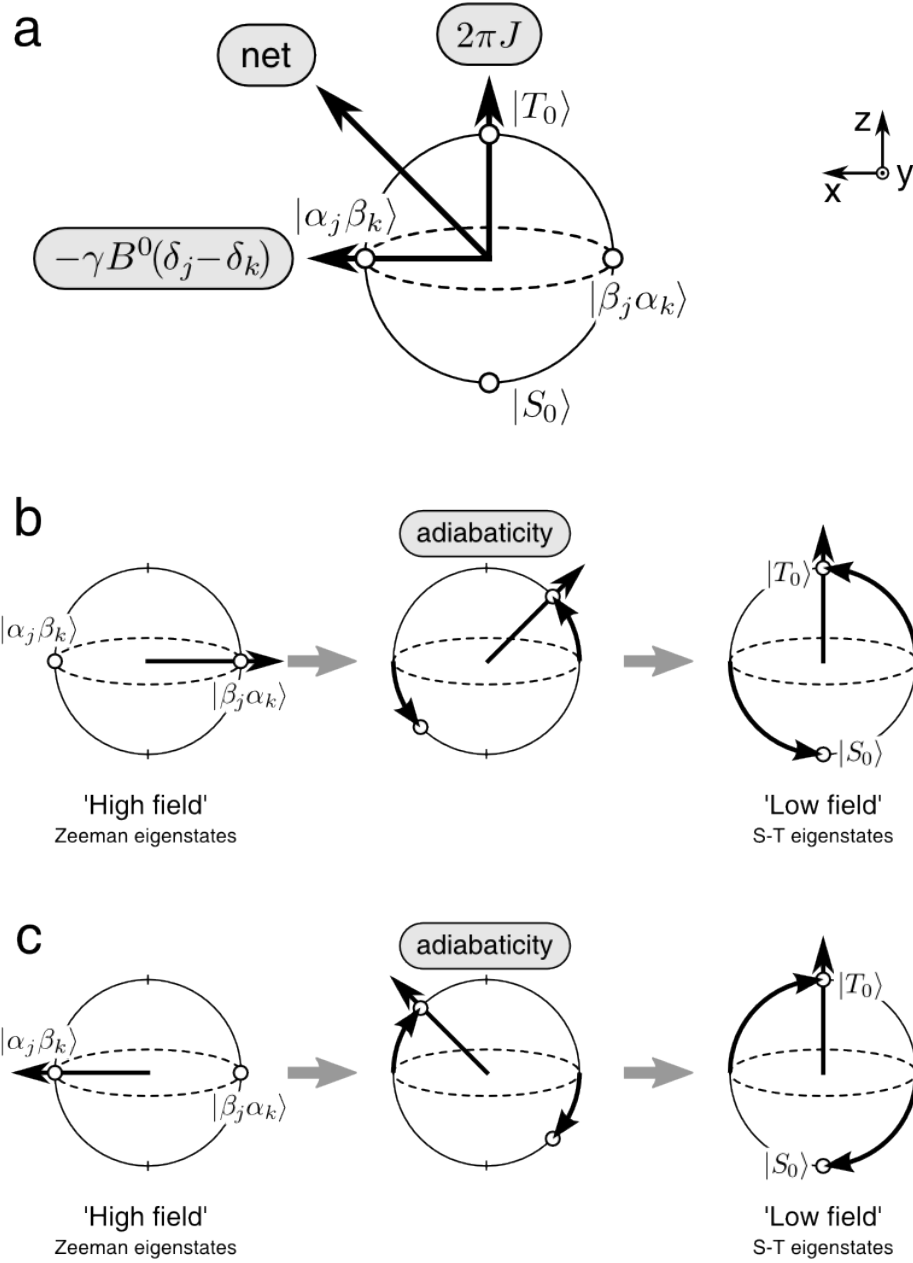 a
net
2πJ
|T₀⟩
z
x
y
|α_jβ_k⟩
−γB⁰(δ_j−δ_k)
|β_jα_k⟩
|S₀⟩
b
adiabaticity
|α_jβ_k⟩
|β_jα_k⟩
|T₀⟩
|S₀⟩
'High field'
Zeeman eigenstates
'Low field'
S-T eigenstates
c
adiabaticity
|α_jβ_k⟩
|β_jα_k⟩
|T₀⟩
|S₀⟩
'High field'
Zeeman eigenstates
'Low field'
S-T eigenstates